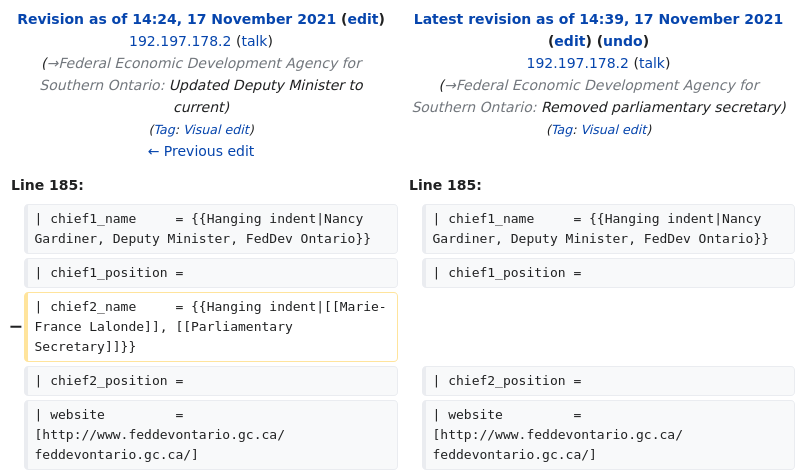 Revision as of 14:24, 17 November 2021 (edit)
192.197.178.2 (talk)
(→Federal Economic Development Agency for
Southern Ontario: Updated Deputy Minister to
current)
(Tag: Visual edit)
← Previous edit
Latest revision as of 14:39, 17 November 2021
(edit) (undo)
192.197.178.2 (talk)
(→Federal Economic Development Agency for
Southern Ontario: Removed parliamentary secretary)
(Tag: Visual edit)
Line 185:
Line 185:
| chief1_name     = {{Hanging indent|Nancy
Gardiner, Deputy Minister, FedDev Ontario}}
| chief1_name     = {{Hanging indent|Nancy
Gardiner, Deputy Minister, FedDev Ontario}}
| chief1_position =
| chief1_position =
− | chief2_name     = {{Hanging indent|[[Marie-
France Lalonde]], [[Parliamentary
Secretary]]}}
| chief2_position =
| chief2_position =
| website         =
[http://www.feddevontario.gc.ca/
feddevontario.gc.ca/]
| website         =
[http://www.feddevontario.gc.ca/
feddevontario.gc.ca/]